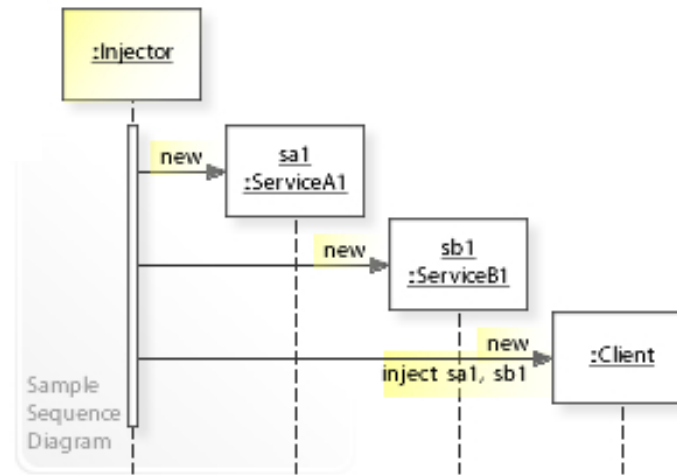 :Injector
new
sa1
:ServiceA1
new
sb1
:ServiceB1
new
inject sa1, sb1
:Client
Sample
Sequence
Diagram